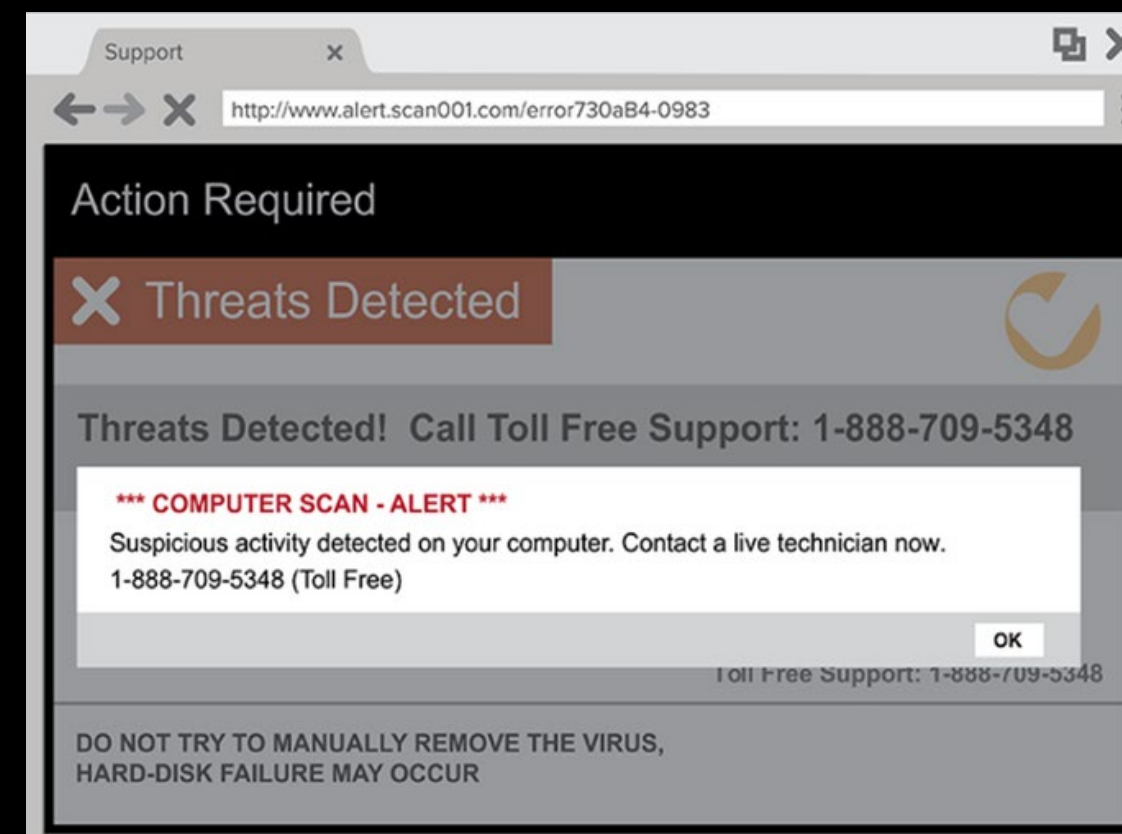 Support
http://www.alert.scan001.com/error730aB4-0983
Action Required
Threats Detected
Threats Detected! Call Toll Free Support: 1-888-709-5348
*** COMPUTER SCAN - ALERT ***
Suspicious activity detected on your computer. Contact a live technician now.
1-888-709-5348 (Toll Free)
OK
Toll Free Support: 1-888-709-5348
DO NOT TRY TO MANUALLY REMOVE THE VIRUS,
HARD-DISK FAILURE MAY OCCUR